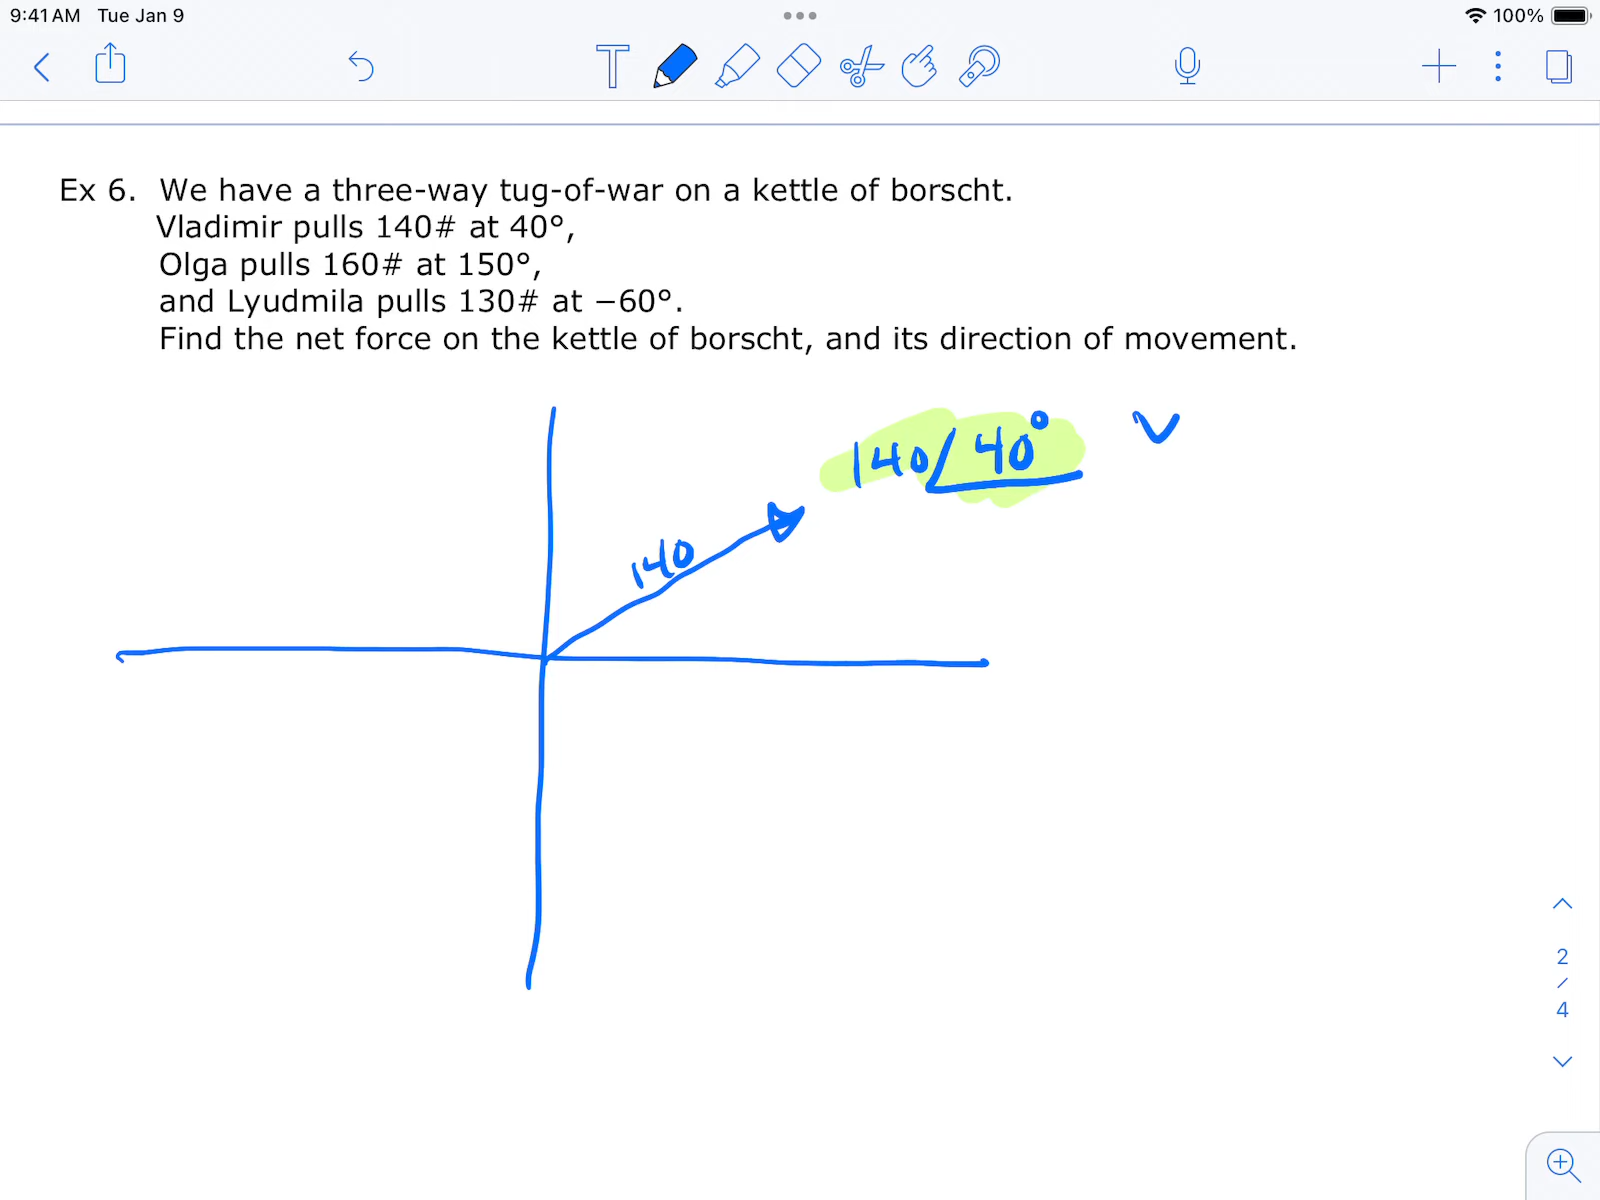 9:41 AM Tue Jan 9
100%
T
Ex 6. We have a three-way tug-of-war on a kettle of borscht.
Vladimir pulls 140# at 40°,
Olga pulls 160# at 150°,
and Lyudmila pulls 130# at −60°.
Find the net force on the kettle of borscht, and its direction of movement.
140∠40° V
140
2
/
4